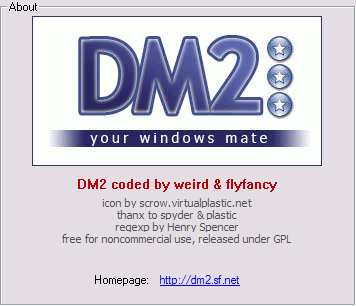 About
DM2
your windows mate
DM2 coded by weird & flyfancy
icon by scrow.virtualplastic.net
thanx to spyder & plastic
regexp by Henry Spencer
free for noncommercial use, released under GPL
Homepage: http://dm2.sf.net